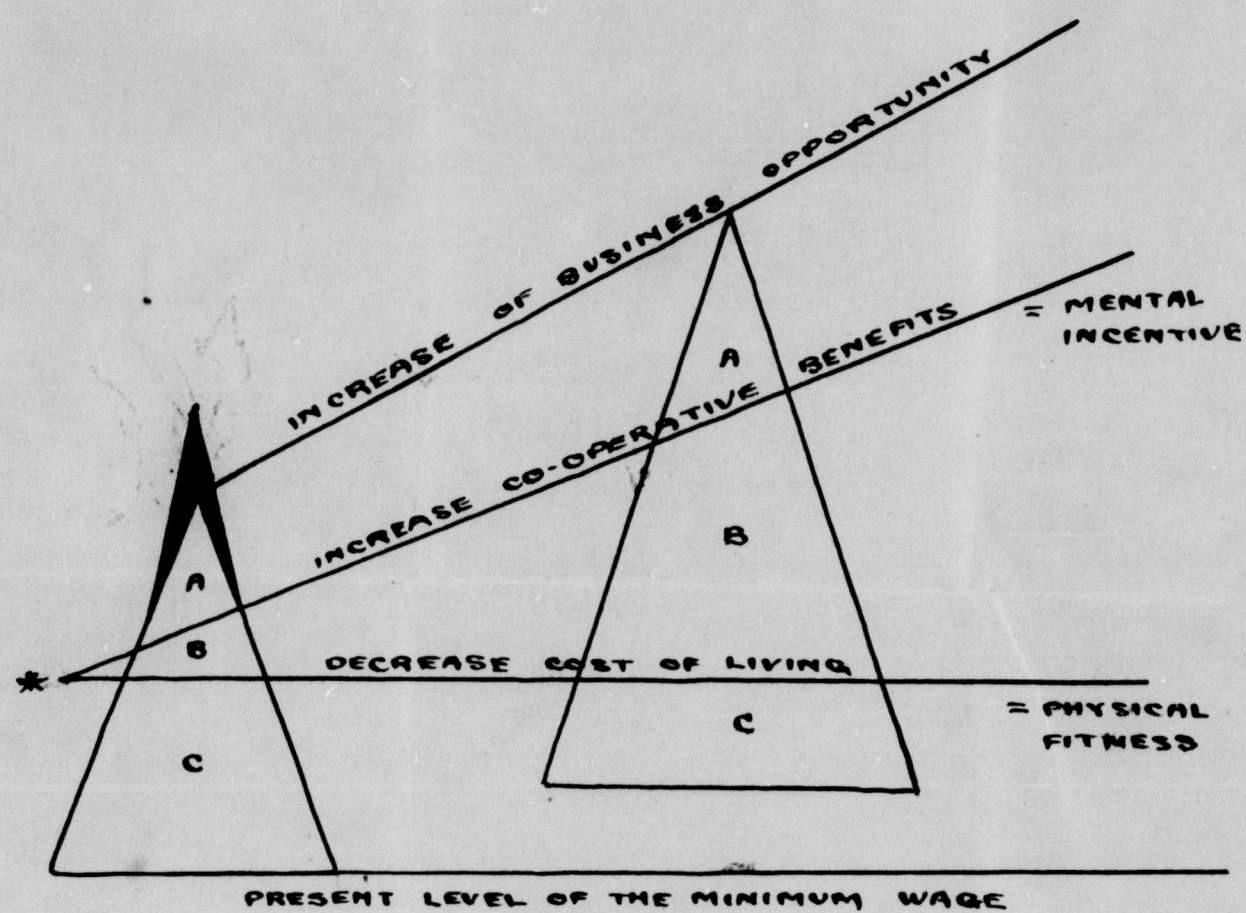 INCREASE OF BUSINESS OPPORTUNITY
= MENTAL
INCENTIVE
INCREASE CO-OPERATIVE BENEFITS
A
B
C
A
B
C
* DECREASE COST OF LIVING
= PHYSICAL
FITNESS
PRESENT LEVEL OF THE MINIMUM WAGE